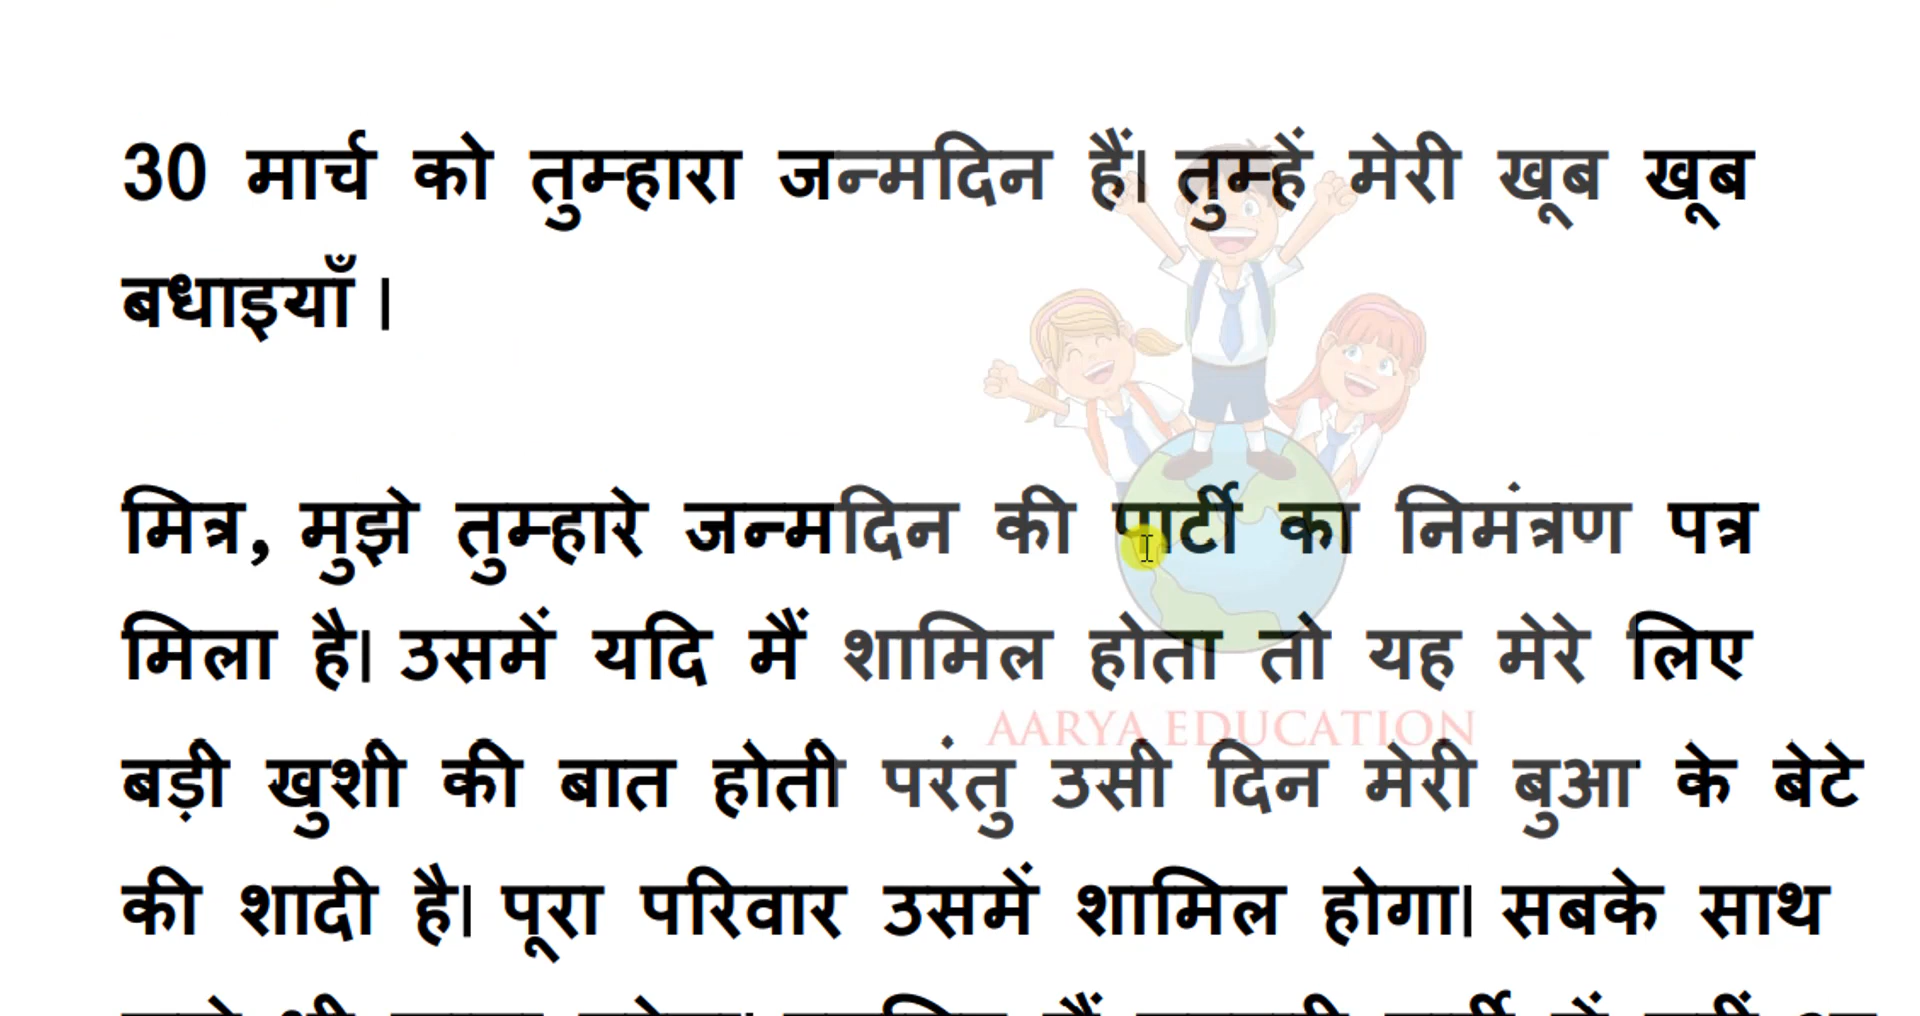 30 मार्च को तुम्हारा जन्मदिन हैं। तुम्हें मेरी खूब खूब
बधाइयाँ ।
मित्र, मुझे तुम्हारे जन्मदिन की पार्टी का निमंत्रण पत्र
मिला है। उसमें यदि मैं शामिल होता तो यह मेरे लिए
AARYA EDUCATION
बड़ी खुशी की बात होती परंतु उसी दिन मेरी बुआ के बेटे
की शादी है। पूरा परिवार उसमें शामिल होगा। सबके साथ